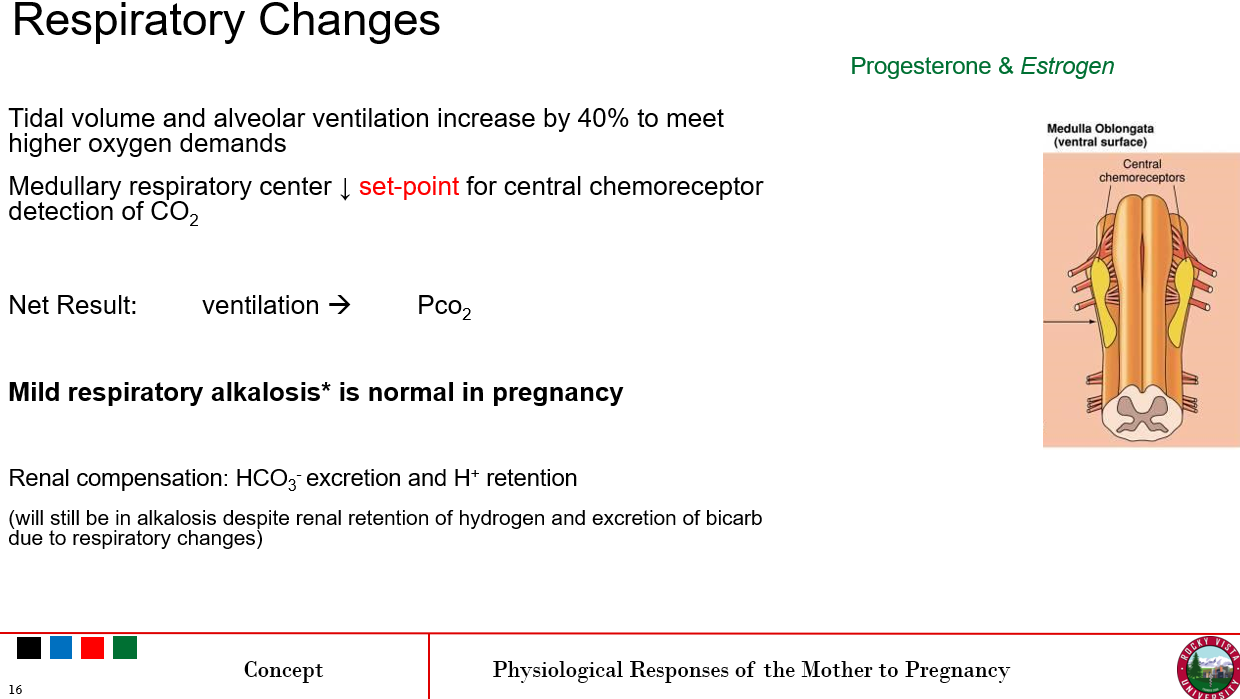 Respiratory Changes
Progesterone & Estrogen
Tidal volume and alveolar ventilation increase by 40% to meet
higher oxygen demands
Medullary respiratory center ↓ set-point for central chemoreceptor
detection of CO₂
Net Result: ventilation → Pco₂
Mild respiratory alkalosis* is normal in pregnancy
Renal compensation: HCO₃⁻ excretion and H⁺ retention
(will still be in alkalosis despite renal retention of hydrogen and excretion of bicarb
due to respiratory changes)
Medulla Oblongata
(ventral surface)
Central
chemoreceptors
Concept
Physiological Responses of the Mother to Pregnancy
16
ROCKY VISTA
UNIVERSITY